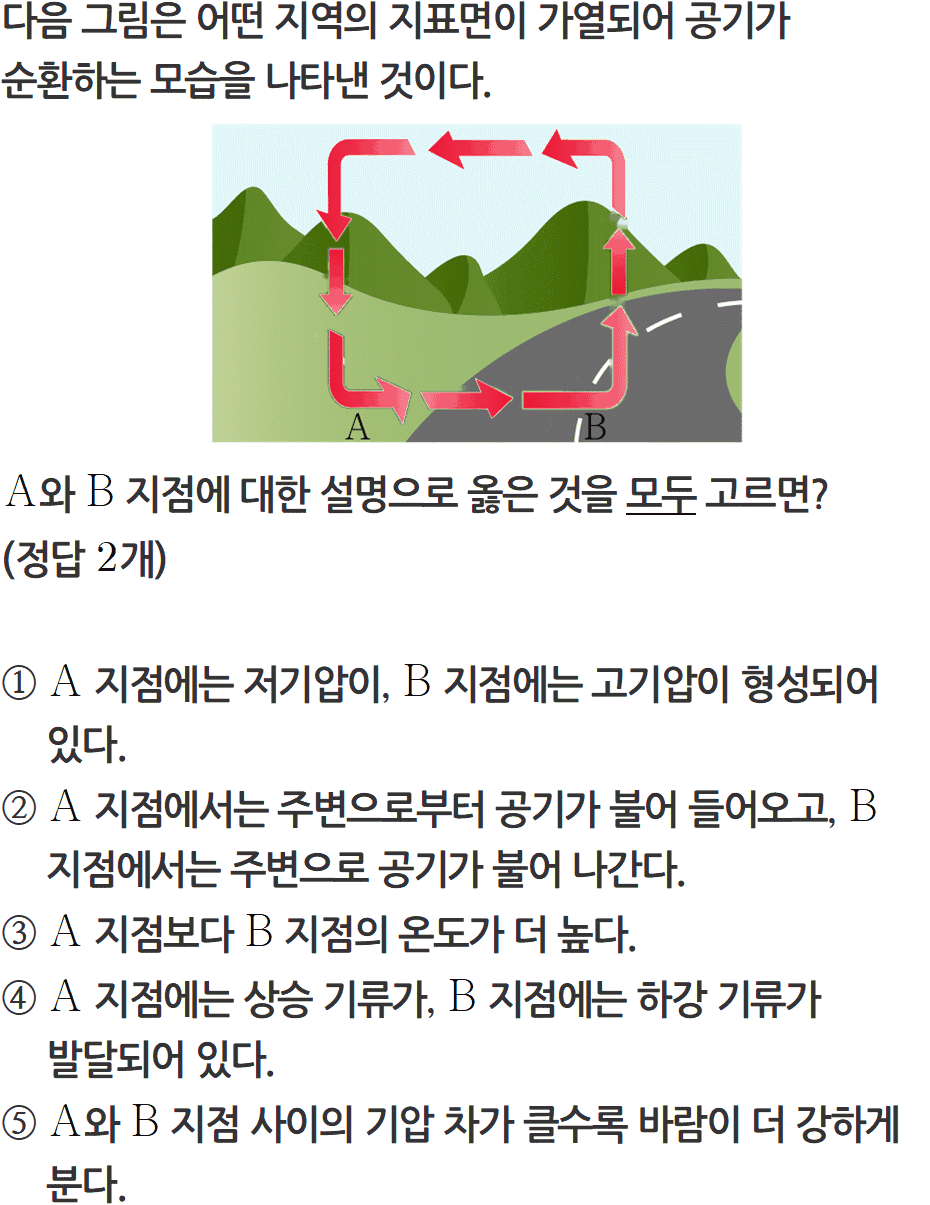 다음 그림은 어떤 지역의 지표면이 가열되어 공기가
순환하는 모습을 나타낸 것이다.
A
B
A와 B 지점에 대한 설명으로 옳은 것을 모두 고르면?
(정답 2개)
① A 지점에는 저기압이, B 지점에는 고기압이 형성되어
있다.
② A 지점에서는 주변으로부터 공기가 불어 들어오고, B
지점에서는 주변으로 공기가 불어 나간다.
③ A 지점보다 B 지점의 온도가 더 높다.
④ A 지점에는 상승 기류가, B 지점에는 하강 기류가
발달되어 있다.
⑤ A와 B 지점 사이의 기압 차가 클수록 바람이 더 강하게
분다.